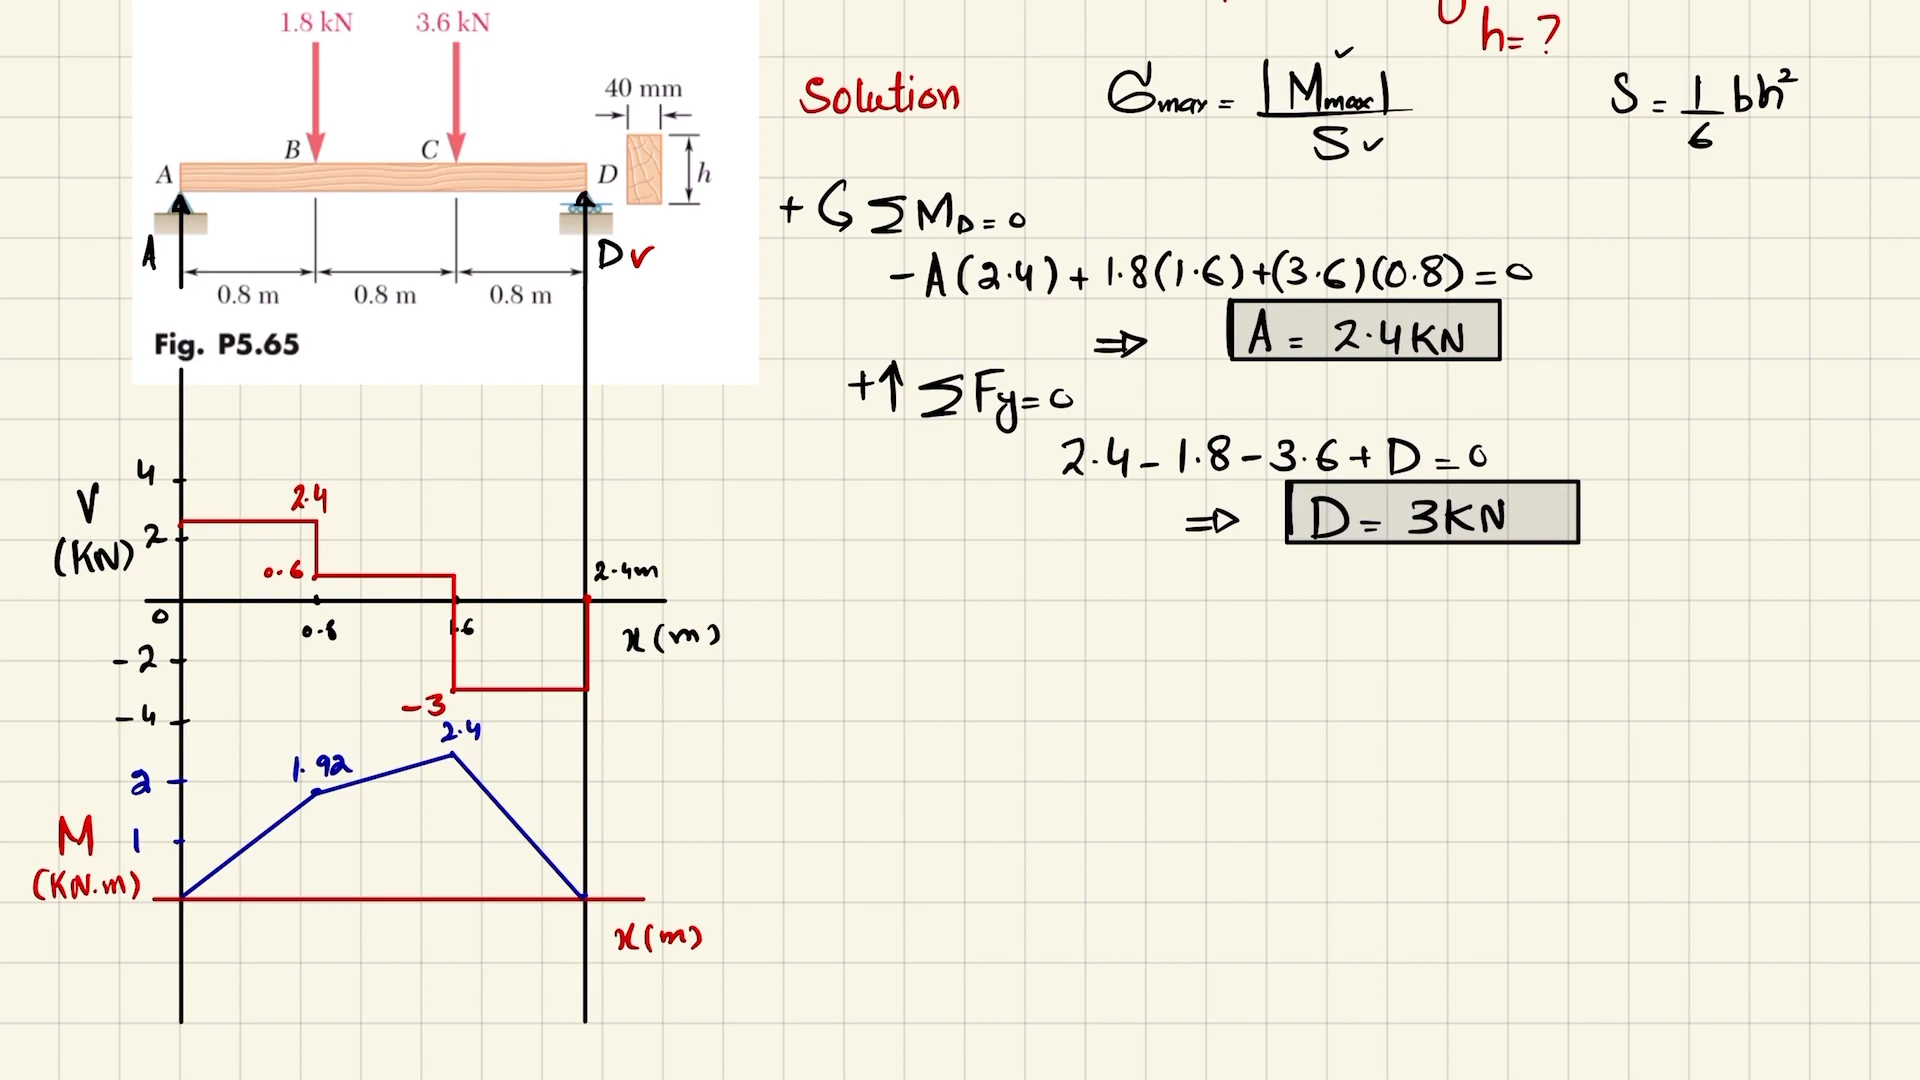 h = ?
1.8 kN 3.6 kN
40 mm
B C
A D h
A D✓
0.8 m 0.8 m 0.8 m
Fig. P5.65
Solution
σmax = |Mmax| / S
S = 1/6 bh²
+ ↺ ΣM_D = 0
-A(2.4) + 1.8(1.6) + (3.6)(0.8) = 0
⇒ A = 2.4 KN
+↑ ΣFy = 0
2.4 - 1.8 - 3.6 + D = 0
⇒ D = 3 KN
V
(KN)
4
2
0
-2
-4
2.4
0.6
-3
0.8
1.6
2.4m
x(m)
M
(KN.m)
2
1
1.92
2.4
x(m)